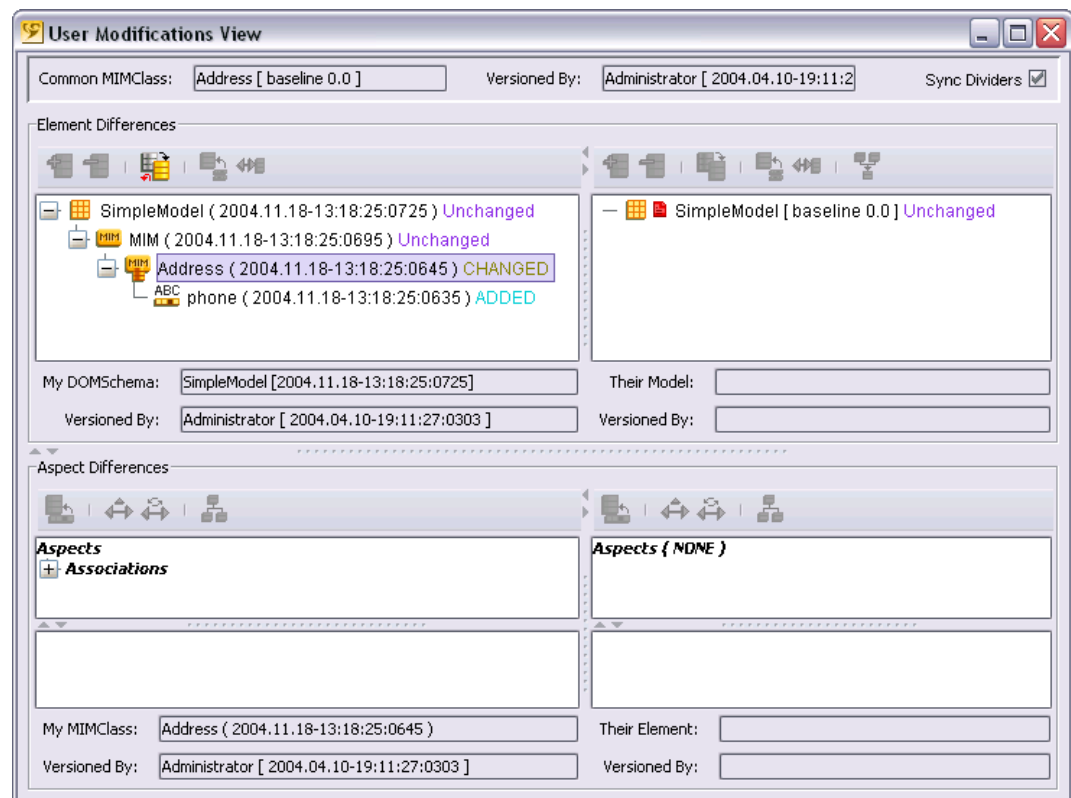 User Modifications View
Common MIMClass: Address [ baseline 0.0 ] Versioned By: Administrator [ 2004.04.10-19:11:2 Sync Dividers
Element Differences
SimpleModel ( 2004.11.18-13:18:25:0725 ) Unchanged
MIM MIM ( 2004.11.18-13:18:25:0695 ) Unchanged
MIM Address ( 2004.11.18-13:18:25:0645 ) CHANGED
ABC phone ( 2004.11.18-13:18:25:0635 ) ADDED
SimpleModel [ baseline 0.0 ] Unchanged
My DOMSchema: SimpleModel [2004.11.18-13:18:25:0725]
Versioned By: Administrator [ 2004.04.10-19:11:27:0303 ]
Their Model:
Versioned By:
Aspect Differences
Aspects
Associations
Aspects { NONE }
My MIMClass: Address ( 2004.11.18-13:18:25:0645 )
Versioned By: Administrator [ 2004.04.10-19:11:27:0303 ]
Their Element:
Versioned By: